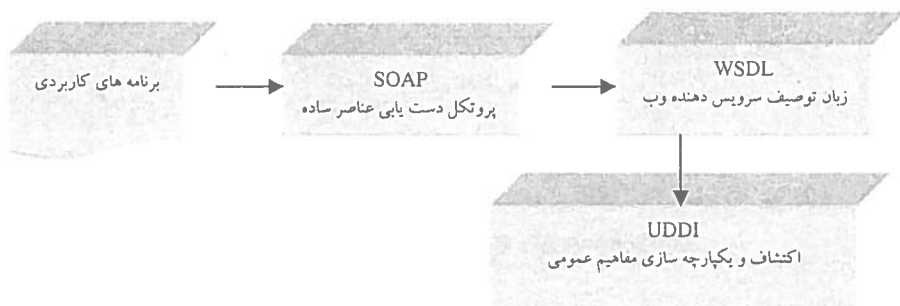 برنامه های کاربردی
SOAP
پروتکل دست یابی عناصر ساده
WSDL
زبان توصیف سرویس دهنده وب
UDDI
اکتشاف و یکپارچه سازی مفاهیم عمومی